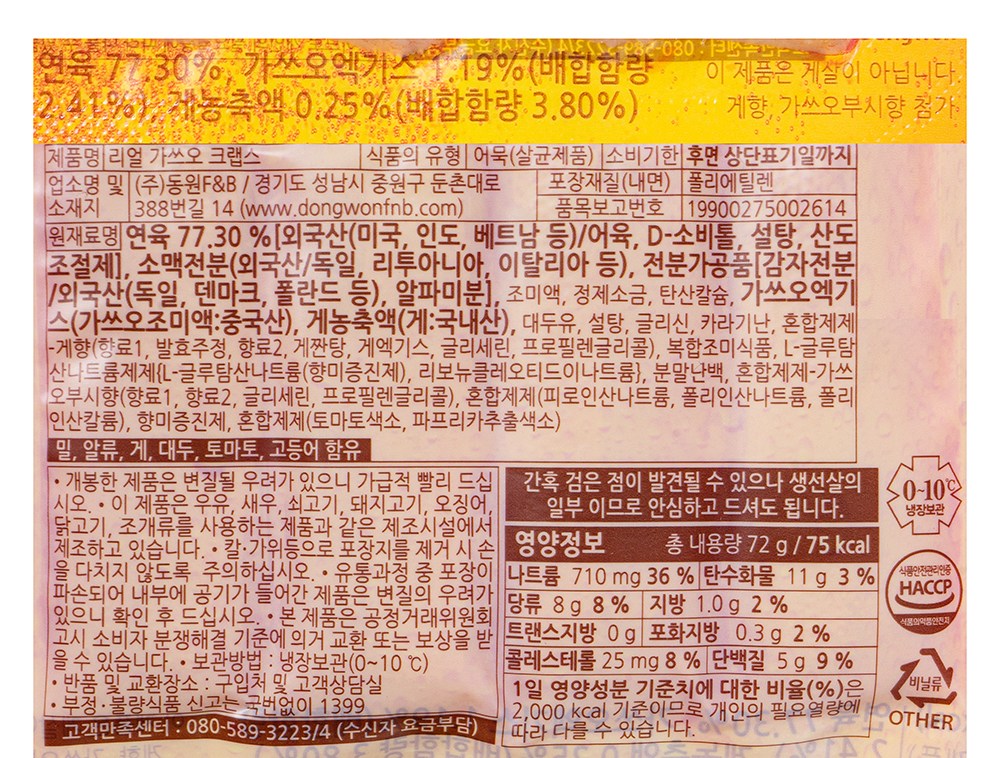 연육 77.30%, 가쓰오엑기스 1.19%(배합함량
2.41%), 게농축액 0.25%(배합함량 3.80%)
이 제품은 게살이 아닙니다.
게향, 가쓰오부시향 첨가
제품명 리얼 가쓰오 크랩스 식품의 유형 어묵(살균제품) 소비기한 후면 상단표기일까지
업소명 및 소재지 (주)동원F&B / 경기도 성남시 중원구 둔촌대로
388번길 14 (www.dongwonfnb.com)
포장재질(내면) 폴리에틸렌
품목보고번호 19900275002614
원재료명 연육 77.30 %[외국산(미국, 인도, 베트남 등)/어육, D-소비톨, 설탕, 산도
조절제], 소맥전분(외국산/독일, 리투아니아, 이탈리아 등), 전분가공품[감자전분
/외국산(독일, 덴마크, 폴란드 등), 알파미분], 조미액, 정제소금, 탄산칼슘, 가쓰오엑기
스(가쓰오조미액:중국산), 게농축액(게:국내산), 대두유, 설탕, 글리신, 카라기난, 혼합제제
-게향(향료1, 발효주정, 향료2, 게짠탕, 게엑기스, 글리세린, 프로필렌글리콜), 복합조미식품, L-글루탐
산나트륨제제{L-글루탐산나트륨(향미증진제), 리보뉴클레오티드이나트륨}, 분말난백, 혼합제제-가쓰
오부시향(향료1, 향료2, 글리세린, 프로필렌글리콜), 혼합제제(피로인산나트륨, 폴리인산나트륨, 폴리
인산칼륨), 향미증진제, 혼합제제(토마토색소, 파프리카추출색소)
밀, 알류, 게, 대두, 토마토, 고등어 함유
• 개봉한 제품은 변질될 우려가 있으니 가급적 빨리 드십
시오. • 이 제품은 우유, 새우, 쇠고기, 돼지고기, 오징어,
닭고기, 조개류를 사용하는 제품과 같은 제조시설에서
제조하고 있습니다. • 칼·가위등으로 포장지를 제거 시 손
을 다치지 않도록 주의하십시오. • 유통과정 중 포장이
파손되어 내부에 공기가 들어간 제품은 변질의 우려가
있으니 확인 후 드십시오. • 본 제품은 공정거래위원회
고시 소비자 분쟁해결 기준에 의거 교환 또는 보상을 받
을 수 있습니다. • 보관방법 : 냉장보관(0~10 ℃)
• 반품 및 교환장소 : 구입처 및 고객상담실
• 부정·불량식품 신고는 국번없이 1399
고객만족센터 : 080-589-3223/4 (수신자 요금부담)
간혹 검은 점이 발견될 수 있으나 생선살의
일부 이므로 안심하고 드셔도 됩니다.
영양정보 총 내용량 72 g / 75 kcal
나트륨 710 mg 36 % 탄수화물 11 g 3 %
당류 8 g 8 % 지방 1.0 g 2 %
트랜스지방 0 g 포화지방 0.3 g 2 %
콜레스테롤 25 mg 8 % 단백질 5 g 9 %
1일 영양성분 기준치에 대한 비율(%)은
2,000 kcal 기준이므로 개인의 필요열량에
따라 다를 수 있습니다.
0~10℃
냉장보관
식품안전관리인증
HACCP
식품의약품안전처
비닐류
OTHER